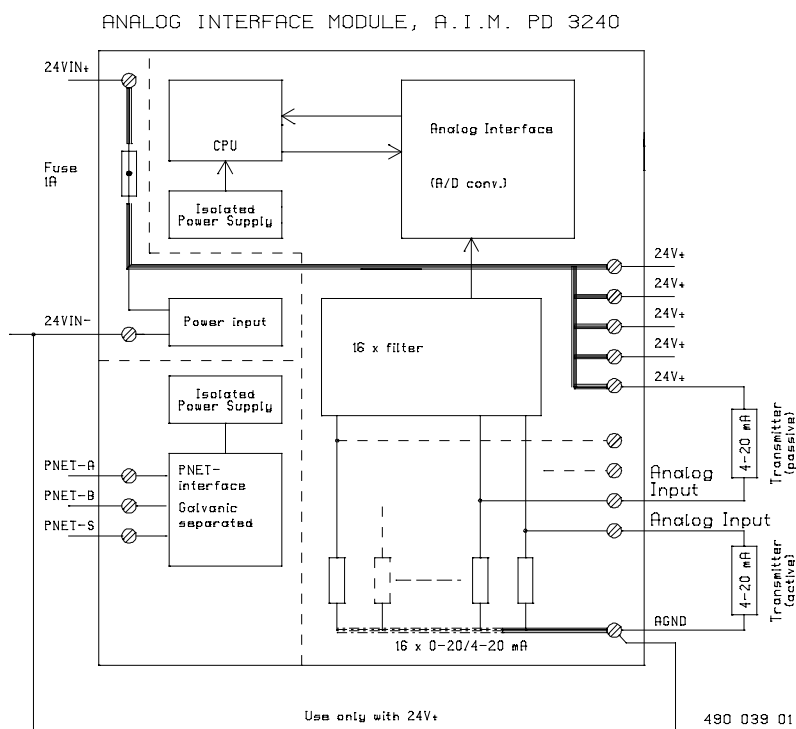 ANALOG INTERFACE MODULE, A.I.M. PD 3240
24VIN+
Fuse
1A
CPU
Isolated
Power Supply
Analog Interface
(A/D conv.)
24V+
24V+
24V+
24V+
24V+
24VIN-
Power input
16 x filter
Isolated
Power Supply
PNET-A
PNET-B
PNET-S
PNET-
interface
Galvanic
separated
Analog
Input
Analog Input
4-20 mA
Transmitter
(passive)
4-20 mA
Transmitter
(active)
AGND
16 x 0-20/4-20 mA
Use only with 24V+
490 039 01